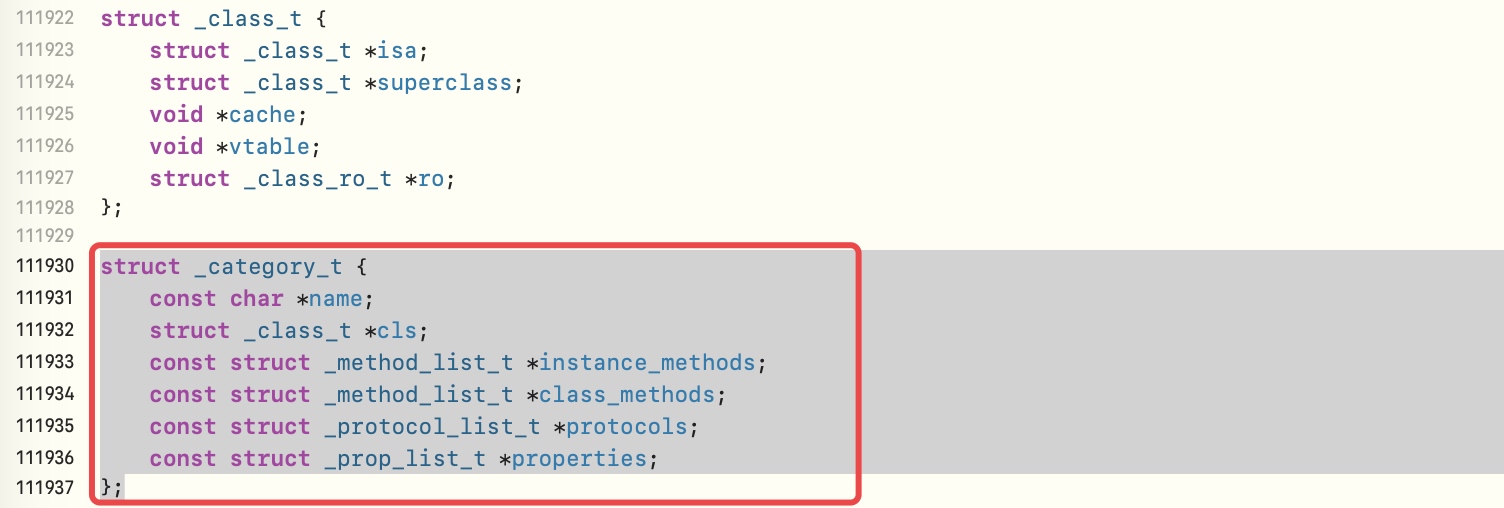 111922 struct _class_t {
111923     struct _class_t *isa;
111924     struct _class_t *superclass;
111925     void *cache;
111926     void *vtable;
111927     struct _class_ro_t *ro;
111928 };
111929
111930 struct _category_t {
111931     const char *name;
111932     struct _class_t *cls;
111933     const struct _method_list_t *instance_methods;
111934     const struct _method_list_t *class_methods;
111935     const struct _protocol_list_t *protocols;
111936     const struct _prop_list_t *properties;
111937 };